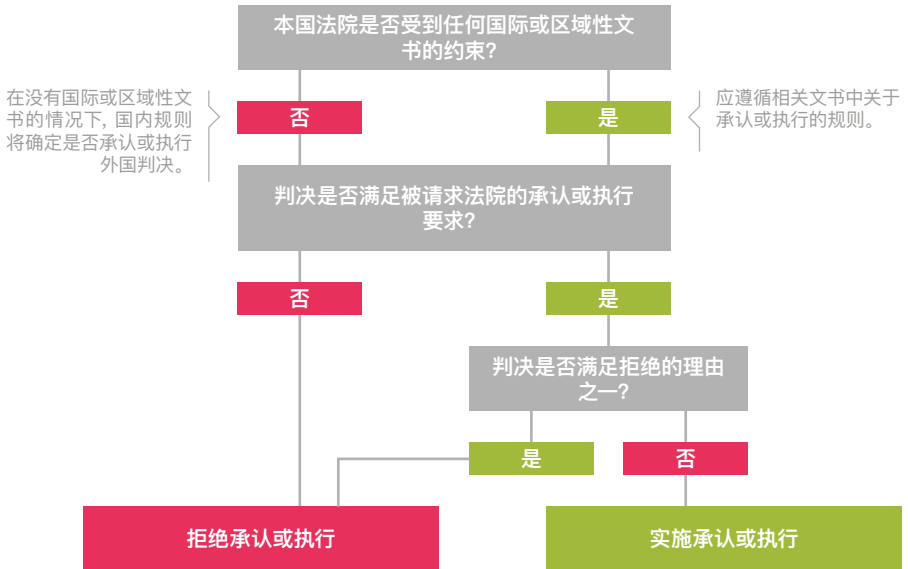 本国法院是否受到任何国际或区域性文
书的约束?
在没有国际或区域性文
书的情况下, 国内规则
将确定是否承认或执行
外国判决。
否
是
应遵循相关文书中关于
承认或执行的规则。
判决是否满足被请求法院的承认或执行
要求?
否
是
判决是否满足拒绝的理由
之一?
是
否
拒绝承认或执行
实施承认或执行